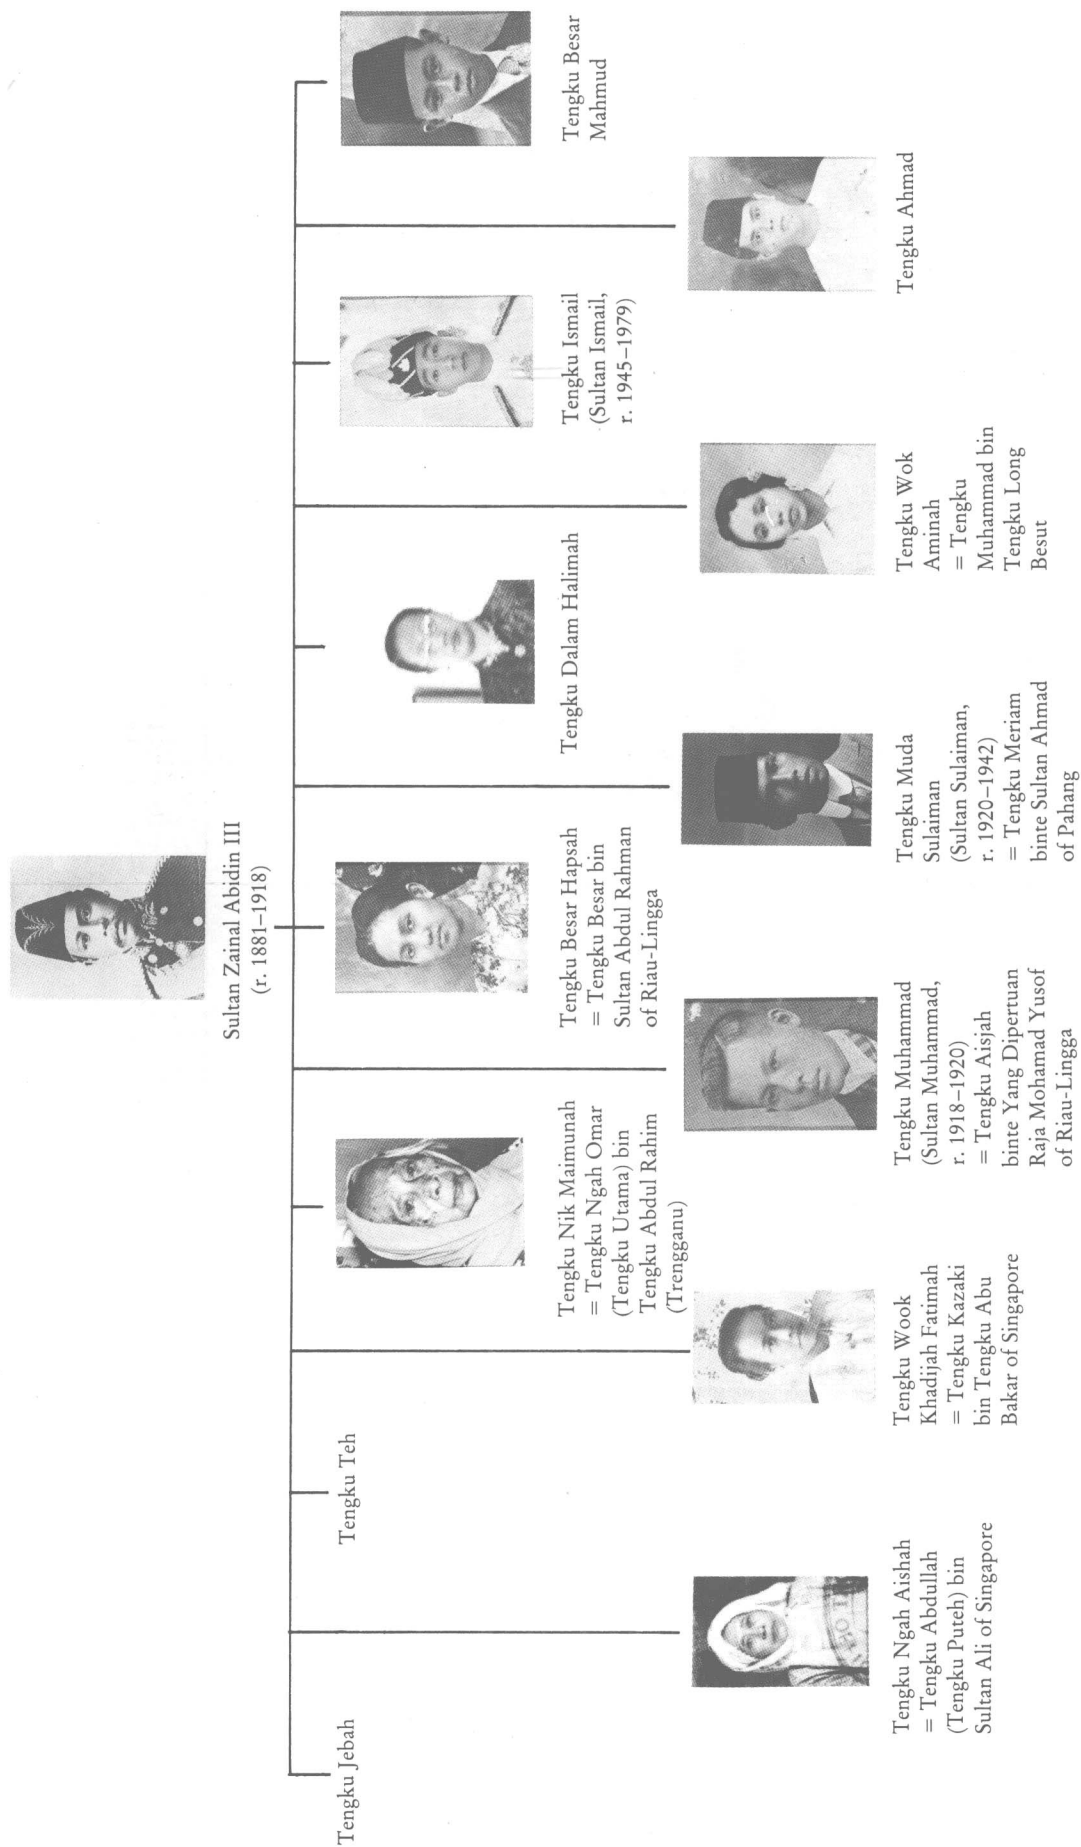 Sultan Zainal Abidin III
(r. 1881–1918)
Tengku Jebah
Tengku Ngah Aishah
= Tengku Abdullah
(Tengku Puteh) bin
Sultan Ali of Singapore
Tengku Teh
Tengku Wook
Khadijah Fatimah
= Tengku Kazaki
bin Tengku Abu
Bakar of Singapore
Tengku Nik Maimunah
= Tengku Ngah Omar
(Tengku Utama) bin
Tengku Abdul Rahim
(Trengganu)
Tengku Muhammad
(Sultan Muhammad,
r. 1918–1920)
= Tengku Aisjah
binte Yang Dipertuan
Raja Mohamad Yusof
of Riau-Lingga
Tengku Besar Hapsah
= Tengku Besar bin
Sultan Abdul Rahman
of Riau-Lingga
Tengku Muda
Sulaiman
(Sultan Sulaiman,
r. 1920–1942)
= Tengku Meriam
binte Sultan Ahmad
of Pahang
Tengku Dalam Halimah
Tengku Wok
Aminah
= Tengku
Muhammad bin
Tengku Long
Besut
Tengku Ismail
(Sultan Ismail,
r. 1945–1979)
Tengku Ahmad
Tengku Besar
Mahmud